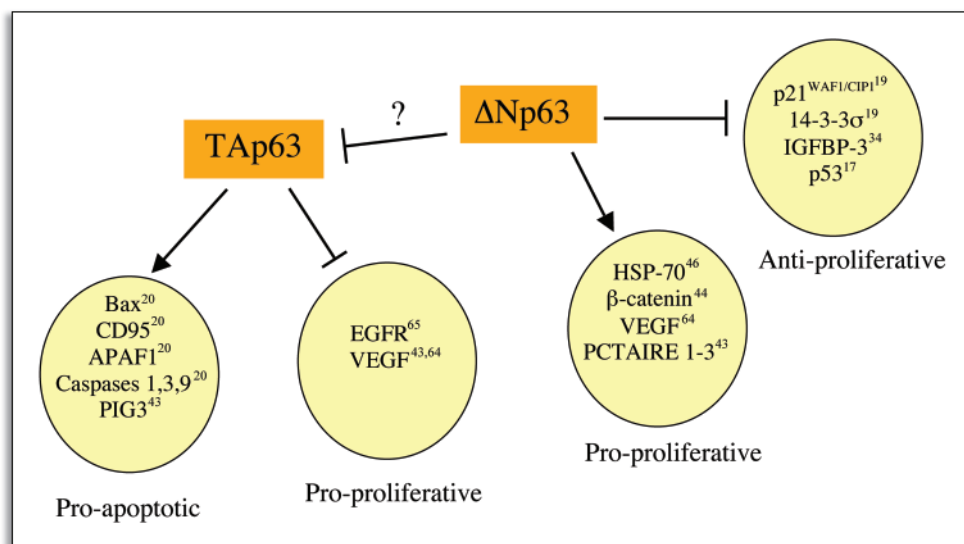 ?
TAp63
ΔNp63
p21WAF1/CIP1 19
14-3-3σ19
IGFBP-334
p5317
Anti-proliferative
Bax20
CD9520
APAF120
Caspases 1,3,920
PIG343
Pro-apoptotic
EGFR65
VEGF43,64
Pro-proliferative
HSP-7046
β-catenin44
VEGF64
PCTAIRE 1-343
Pro-proliferative